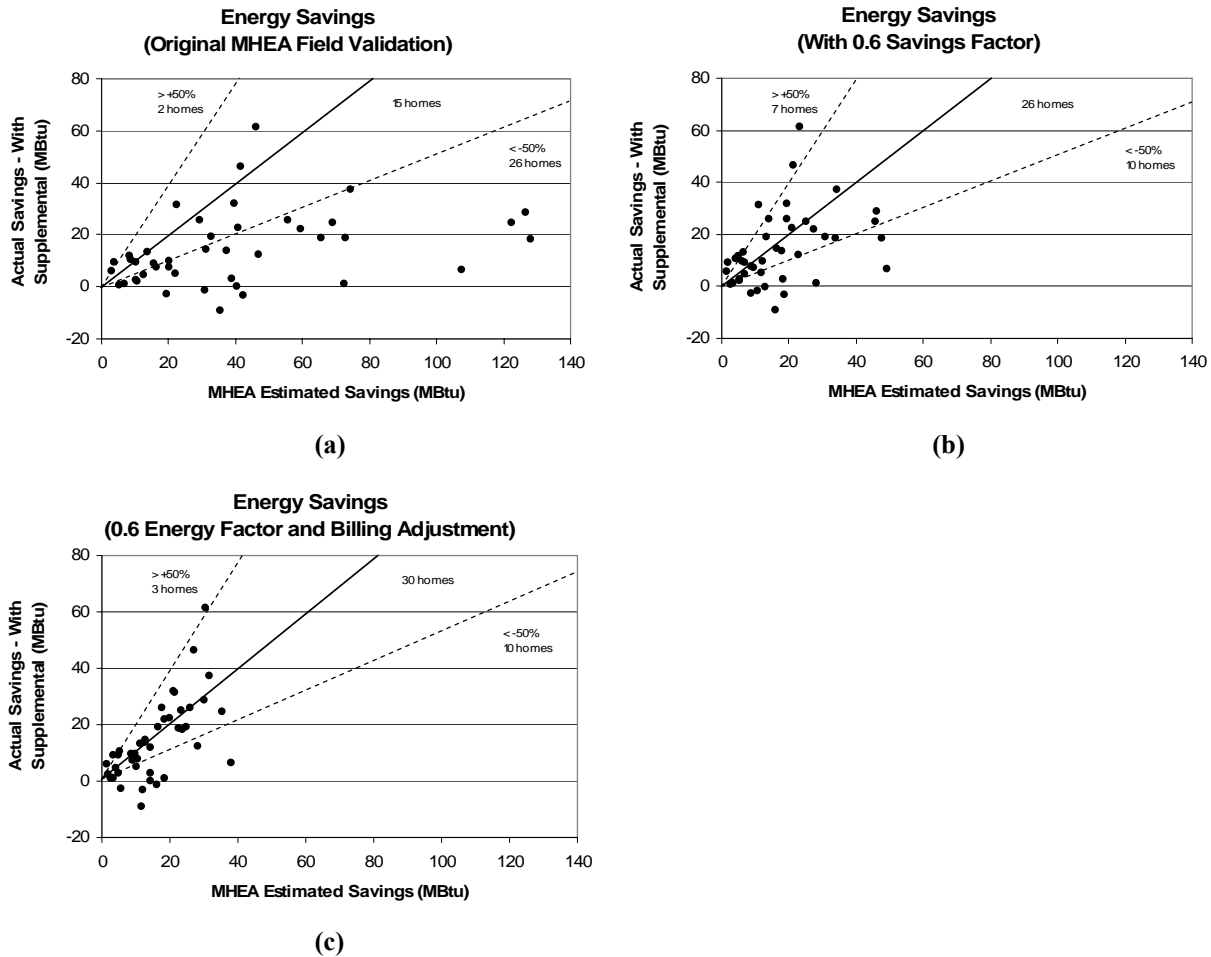 Energy Savings
(Original MHEA Field Validation)
80
60
40
20
0
-20
0 20 40 60 80 100 120 140
Actual Savings - With
Supplemental (MBtu)
MHEA Estimated Savings (MBtu)
> +50%
2 homes
15 homes
< -50%
26 homes
(a)
Energy Savings
(With 0.6 Savings Factor)
80
60
40
20
0
-20
0 20 40 60 80 100 120 140
Actual Savings - With
Supplemental (MBtu)
MHEA Estimated Savings (MBtu)
> +50%
7 homes
26 homes
< -50%
10 homes
(b)
Energy Savings
(0.6 Energy Factor and Billing Adjustment)
80
60
40
20
0
-20
0 20 40 60 80 100 120 140
Actual Savings - With
Supplemental (MBtu)
MHEA Estimated Savings (MBtu)
> +50%
3 homes
30 homes
< -50%
10 homes
(c)